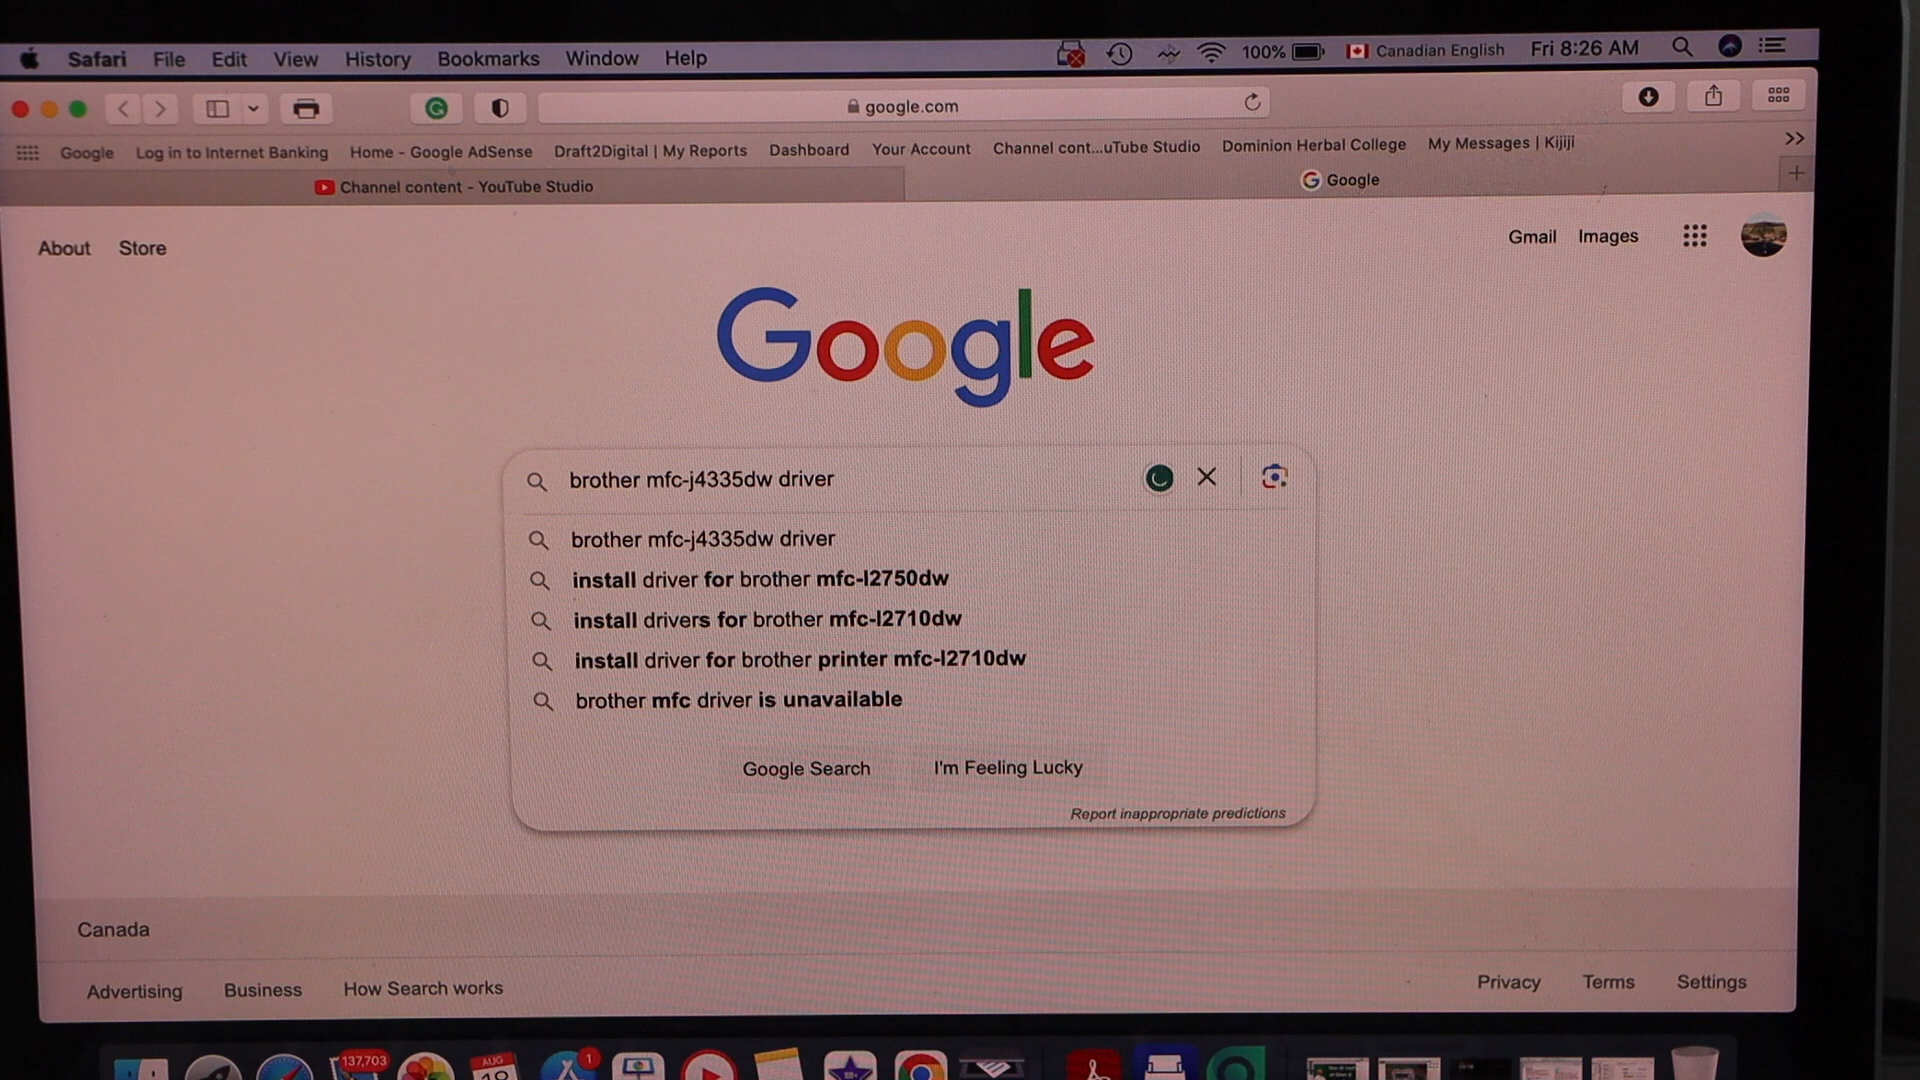 Safari File Edit View History Bookmarks Window Help 100% Canadian English Fri 8:26 AM
google.com
Google Log in to Internet Banking Home - Google AdSense Draft2Digital | My Reports Dashboard Your Account Channel cont...uTube Studio Dominion Herbal College My Messages | Kijiji
Channel content - YouTube Studio Google
About Store Gmail Images
Google
brother mfc-j4335dw driver
brother mfc-j4335dw driver
install driver for brother mfc-l2750dw
install drivers for brother mfc-l2710dw
install driver for brother printer mfc-l2710dw
brother mfc driver is unavailable
Google Search I'm Feeling Lucky
Report inappropriate predictions
Canada
Advertising Business How Search works Privacy Terms Settings
137,703 AUG 1